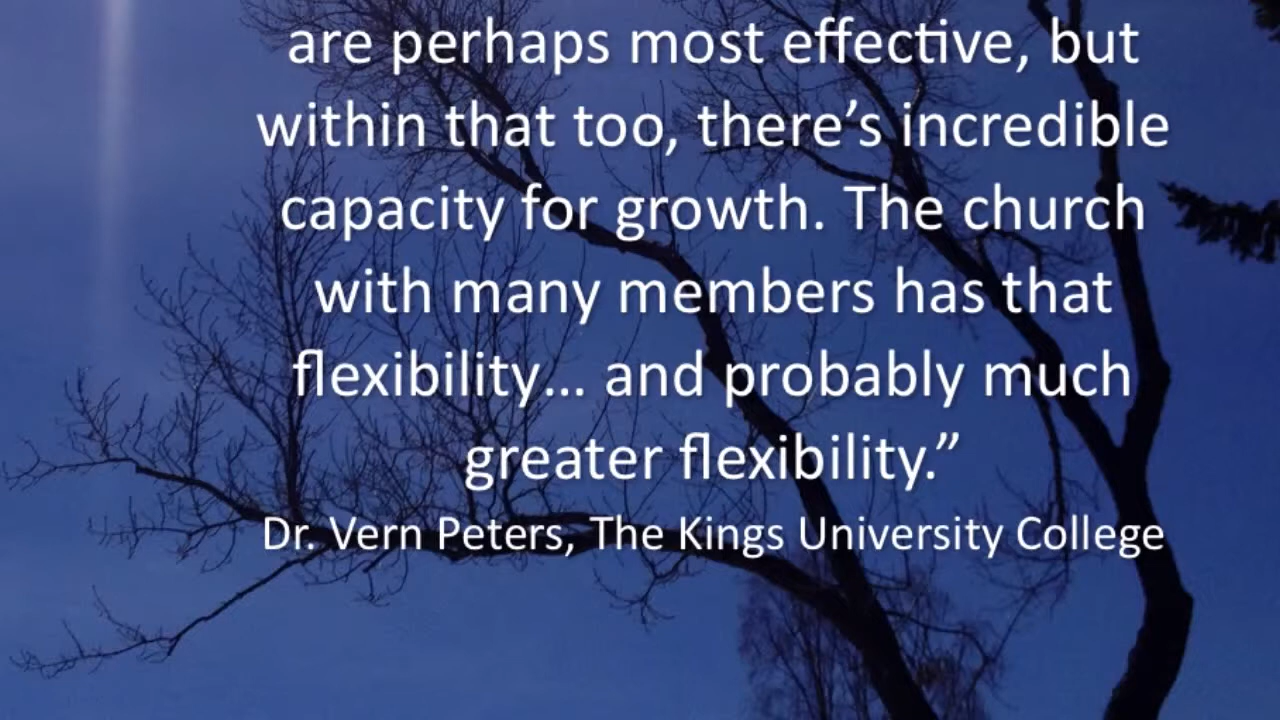 are perhaps most effective, but
within that too, there’s incredible
capacity for growth. The church
with many members has that
flexibility… and probably much
greater flexibility.”
Dr. Vern Peters, The Kings University College